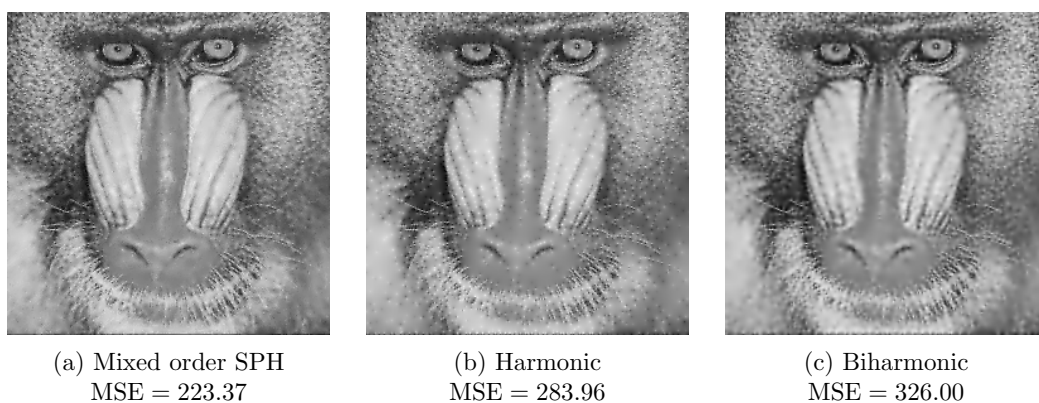 (a) Mixed order SPH
MSE = 223.37
(b) Harmonic
MSE = 283.96
(c) Biharmonic
MSE = 326.00